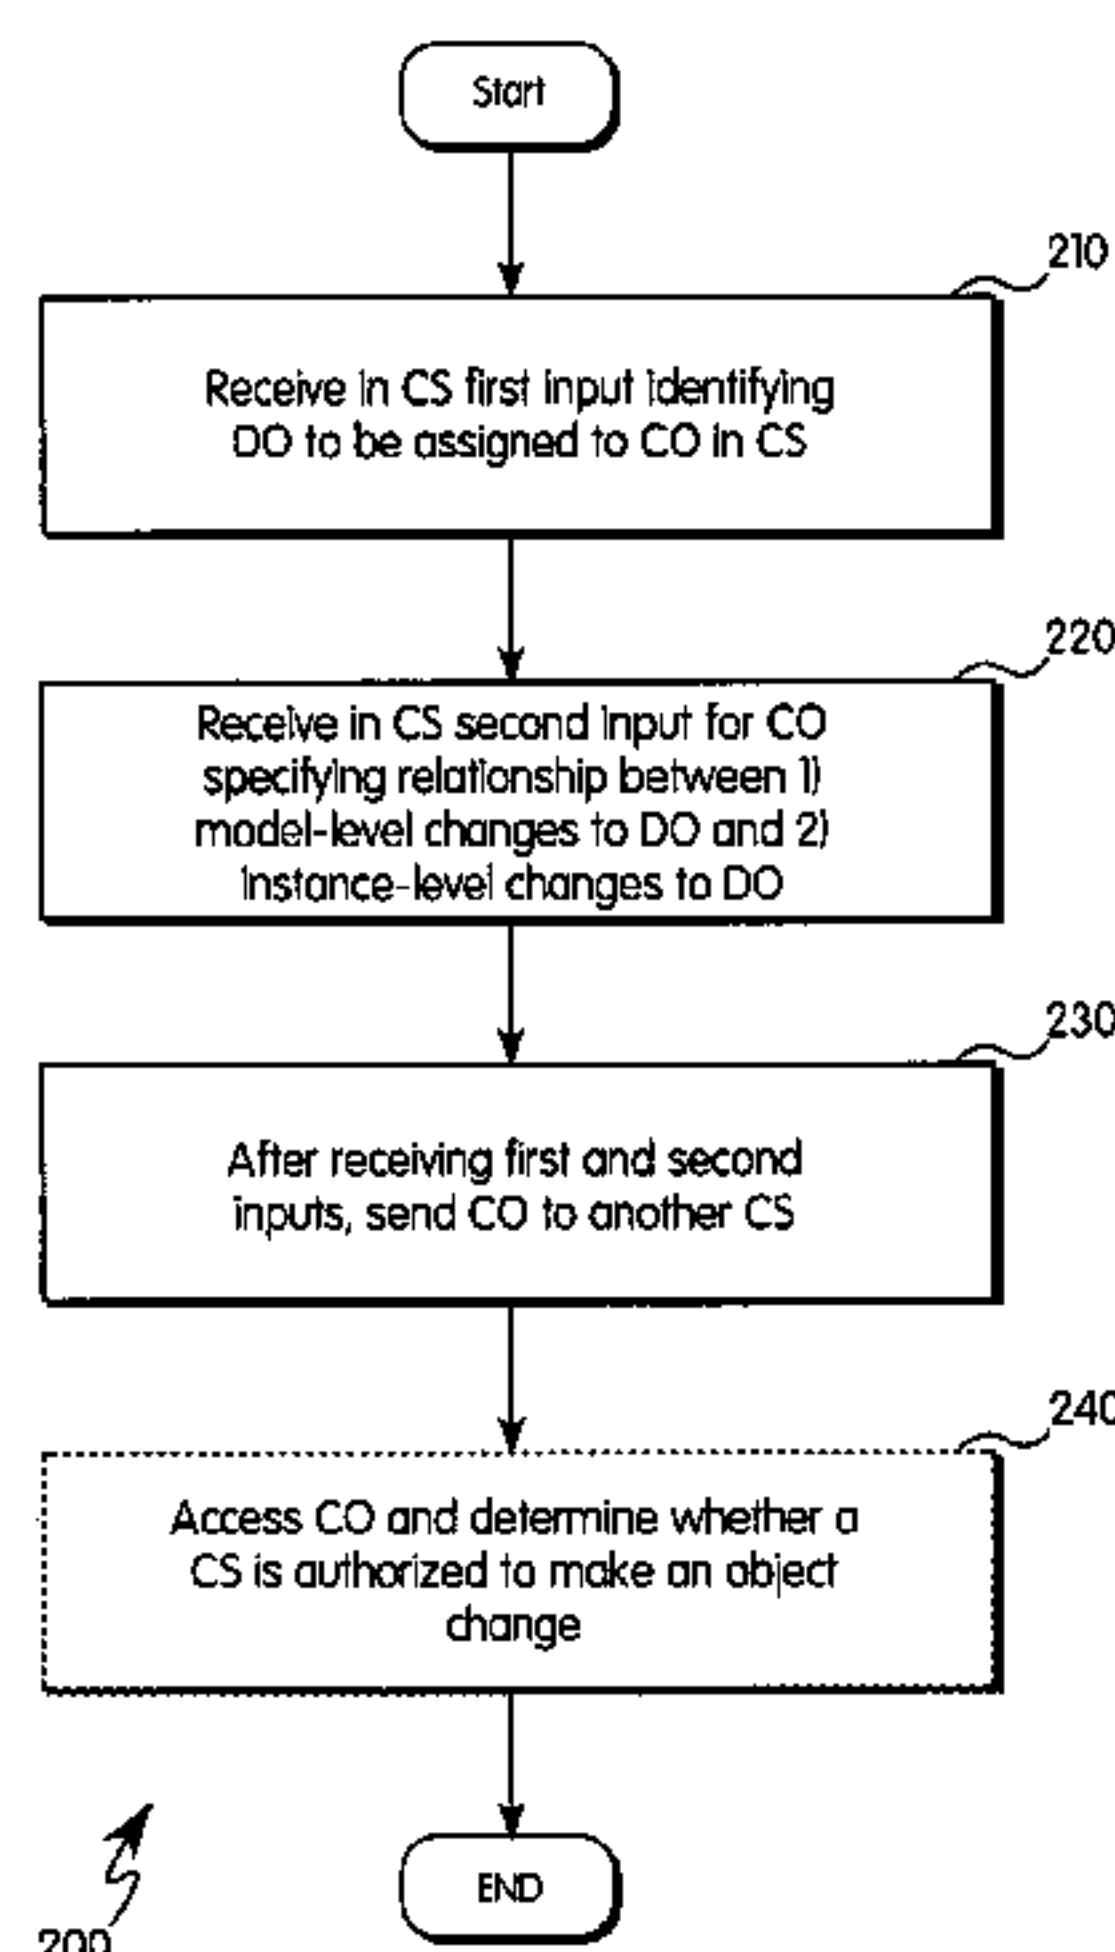 Start
210
Receive in CS first input identifying
DO to be assigned to CO in CS
220
Receive in CS second input for CO
specifying relationship between 1)
model-level changes to DO and 2)
instance-level changes to DO
230
After receiving first and second
inputs, send CO to another CS
240
Access CO and determine whether a
CS is authorized to make an object
change
END
200